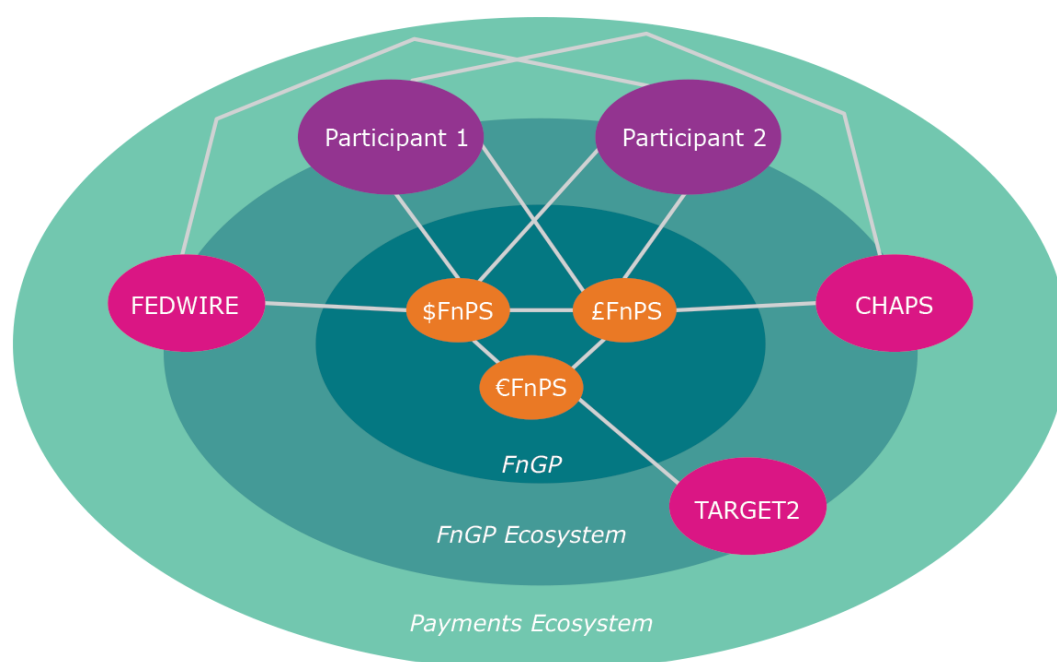 Participant 1
Participant 2
FEDWIRE
$FnPS
£FnPS
CHAPS
€FnPS
FnGP
TARGET2
FnGP Ecosystem
Payments Ecosystem